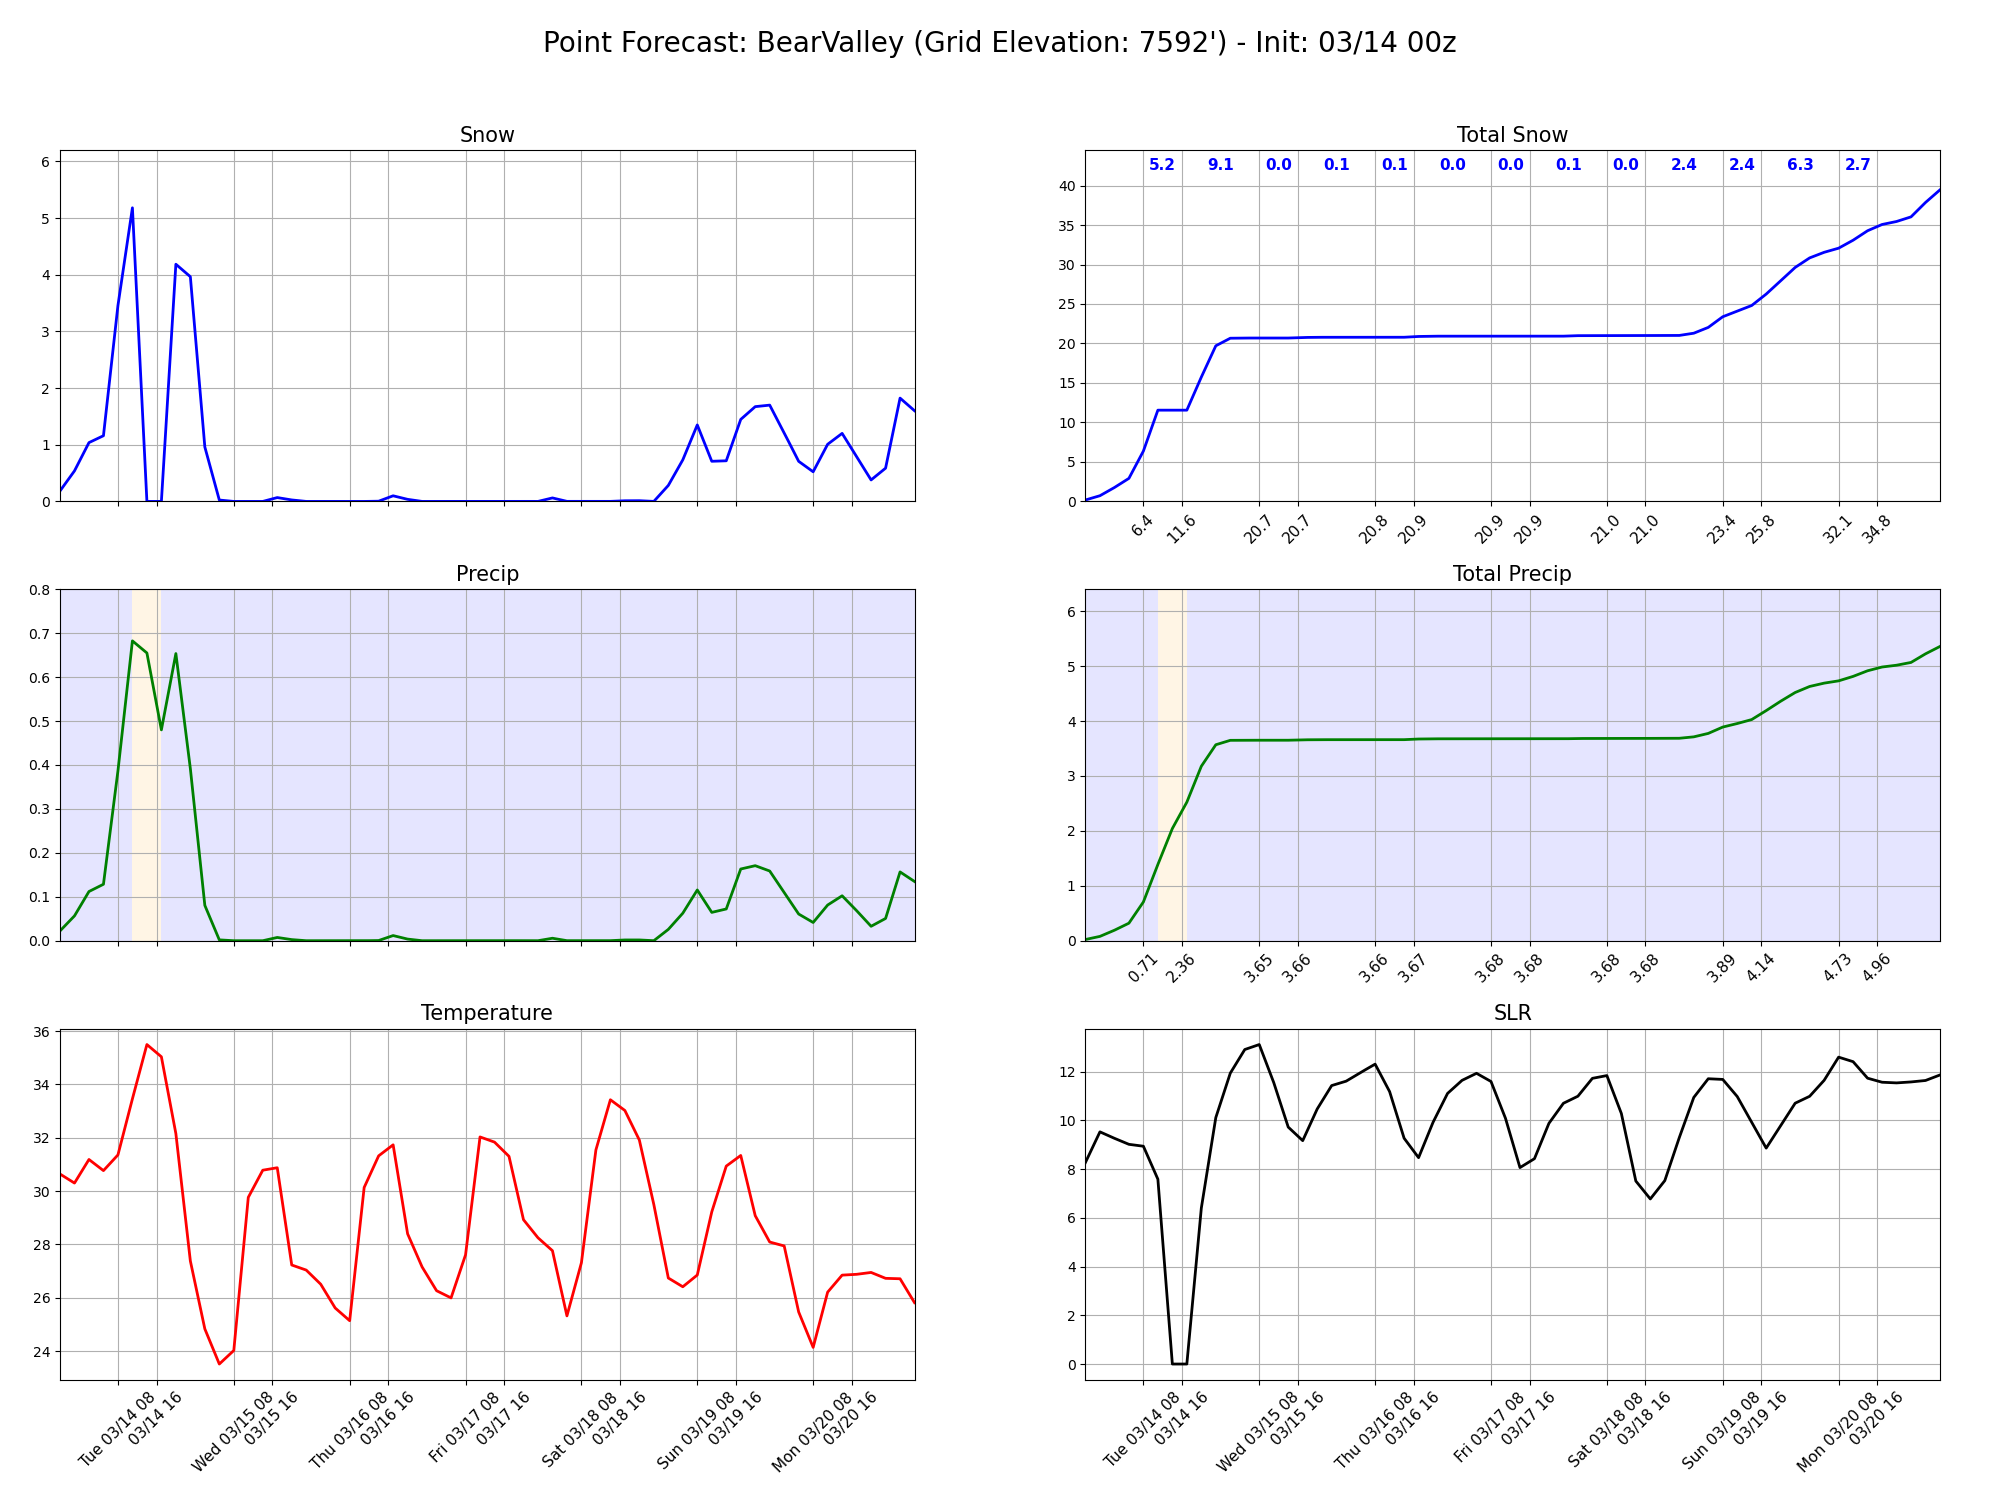 Point Forecast: BearValley (Grid Elevation: 7592') - Init: 03/14 00z
Snow
6
5
4
3
2
1
0
Total Snow
5.2 9.1 0.0 0.1 0.1 0.0 0.0 0.1 0.0 2.4 2.4 6.3 2.7
40
35
30
25
20
15
10
5
0
6.4 11.6 20.7 20.7 20.8 20.9 20.9 20.9 21.0 21.0 23.4 25.8 32.1 34.8
Precip
0.8
0.7
0.6
0.5
0.4
0.3
0.2
0.1
0.0
Total Precip
6
5
4
3
2
1
0
0.71 2.36 3.65 3.66 3.66 3.67 3.68 3.68 3.68 3.68 3.89 4.14 4.73 4.96
Temperature
36
34
32
30
28
26
24
Tue 03/14 08
03/14 16
Wed 03/15 08
03/15 16
Thu 03/16 08
03/16 16
Fri 03/17 08
03/17 16
Sat 03/18 08
03/18 16
Sun 03/19 08
03/19 16
Mon 03/20 08
03/20 16
SLR
12
10
8
6
4
2
0
Tue 03/14 08
03/14 16
Wed 03/15 08
03/15 16
Thu 03/16 08
03/16 16
Fri 03/17 08
03/17 16
Sat 03/18 08
03/18 16
Sun 03/19 08
03/19 16
Mon 03/20 08
03/20 16